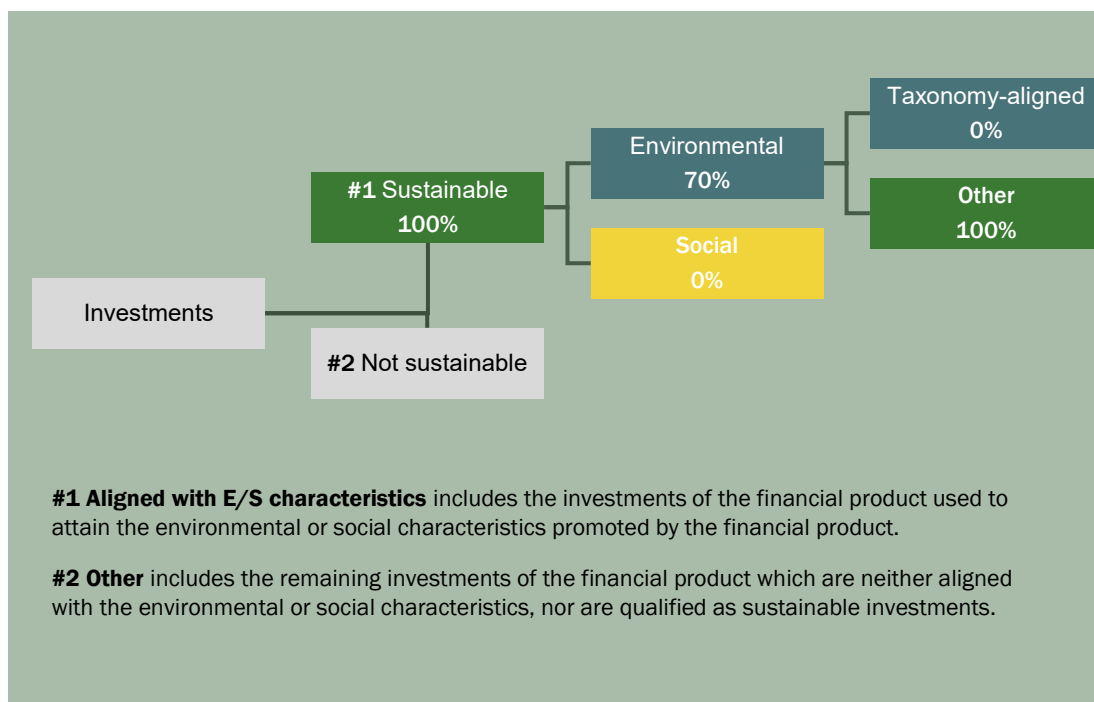 Taxonomy-aligned
0%
Environmental
70%
#1 Sustainable
100%
Other
100%
Social
0%
Investments
#2 Not sustainable
#1 Aligned with E/S characteristics includes the investments of the financial product used to
attain the environmental or social characteristics promoted by the financial product.
#2 Other includes the remaining investments of the financial product which are neither aligned
with the environmental or social characteristics, nor are qualified as sustainable investments.